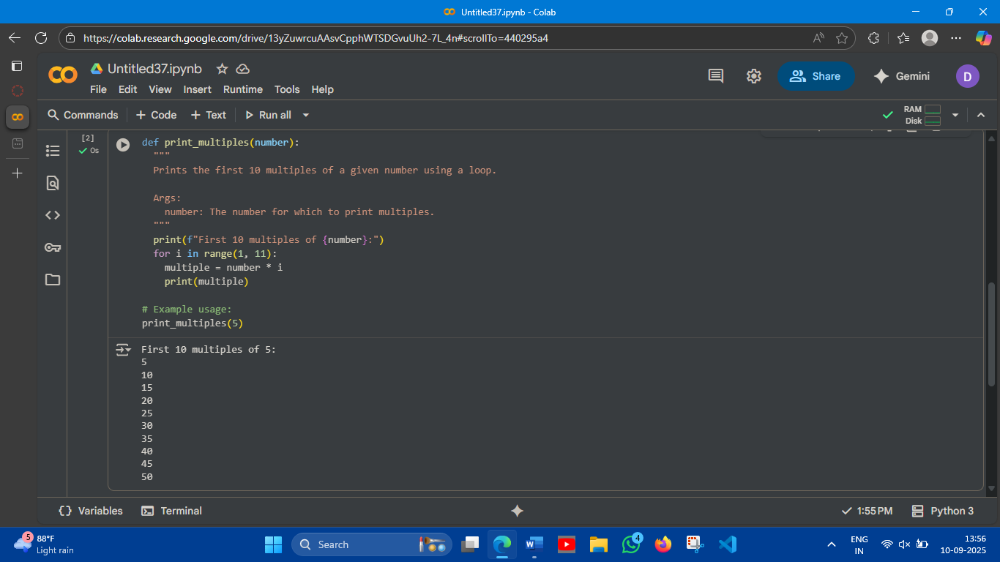 Untitled37.ipynb - Colab
https://colab.research.google.com/drive/13yZuwrcuAAsvCpphWTSDGvuUh2-7L_4n#scrollTo=440295a4
Untitled37.ipynb
File Edit View Insert Runtime Tools Help
Share
Gemini
D
Commands + Code + Text Run all
RAM
Disk
[2]
0s
def print_multiples(number):
"""
Prints the first 10 multiples of a given number using a loop.
Args:
number: The number for which to print multiples.
"""
print(f"First 10 multiples of {number}:")
for i in range(1, 11):
multiple = number * i
print(multiple)
# Example usage:
print_multiples(5)
First 10 multiples of 5:
5
10
15
20
25
30
35
40
45
50
{} Variables Terminal
1:55 PM Python 3
5
88°F
Light rain
Search
4
ENG
IN
13:56
10-09-2025